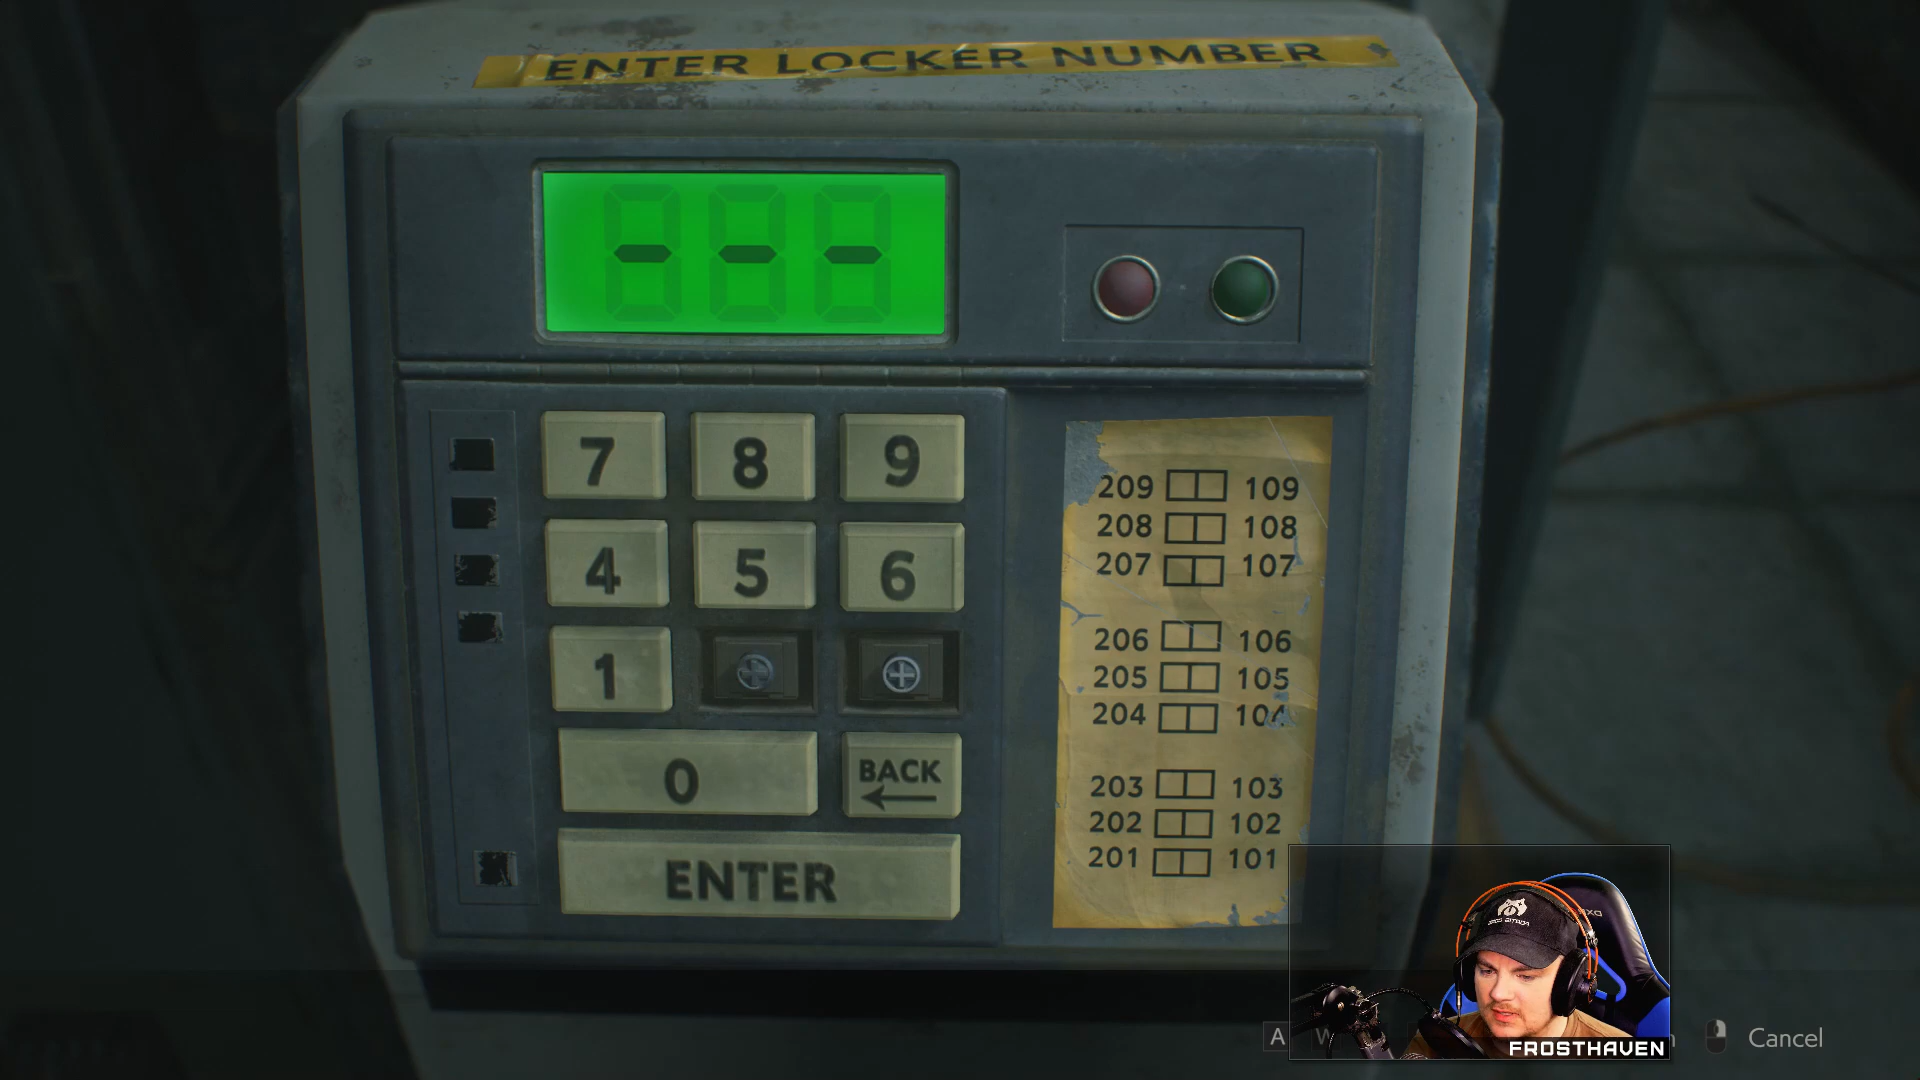 ENTER LOCKER NUMBER
7 8 9
4 5 6
1
0 BACK
ENTER
209 109
208 108
207 107
206 106
205 105
204 104
203 103
202 102
201 101
A W
Cancel
FROSTHAVEN